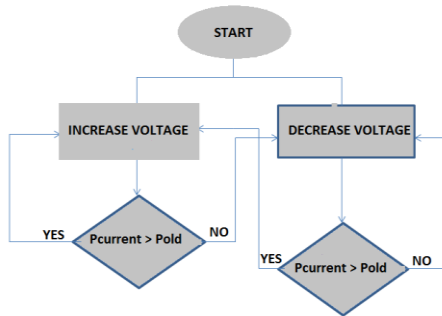 START
INCREASE VOLTAGE
DECREASE VOLTAGE
YES
Pcurrent > Pold
NO
YES
Pcurrent > Pold
NO